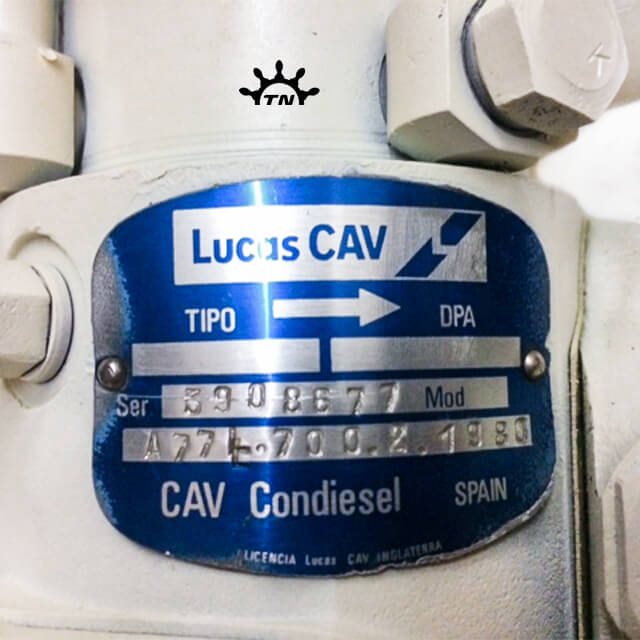 TN
K
Lucas CAV
TIPO DPA
Ser 3908677 Mod
A77L.700.2.1980
CAV Condiesel SPAIN
LICENCIA Lucas CAV INGLATERRA